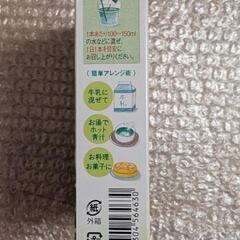 1本あたり100~150ml
の水などに混ぜ、
1日1本を目安に
お召し上がりください。
簡単アレンジ術
牛乳に
混ぜて
牛乳
お湯で
ホット
青汁
お料理
お菓子に
紙
外箱
304564630